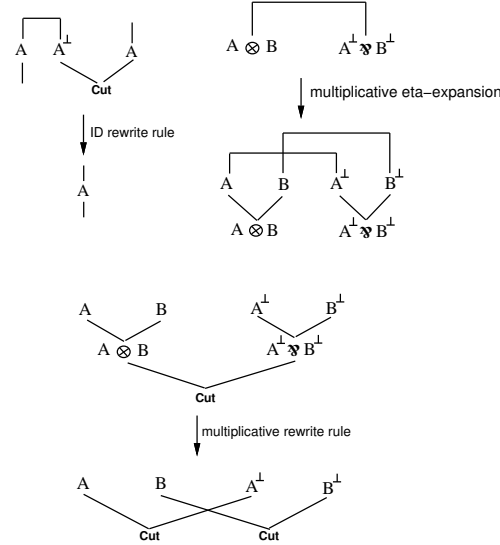 A A⊥ A
Cut
ID rewrite rule
A
A ⊗ B A⊥ ⅋ B⊥
multiplicative eta-expansion
A B A⊥ B⊥
A ⊗ B A⊥ ⅋ B⊥
A B A⊥ B⊥
A ⊗ B A⊥ ⅋ B⊥
Cut
multiplicative rewrite rule
A B A⊥ B⊥
Cut Cut